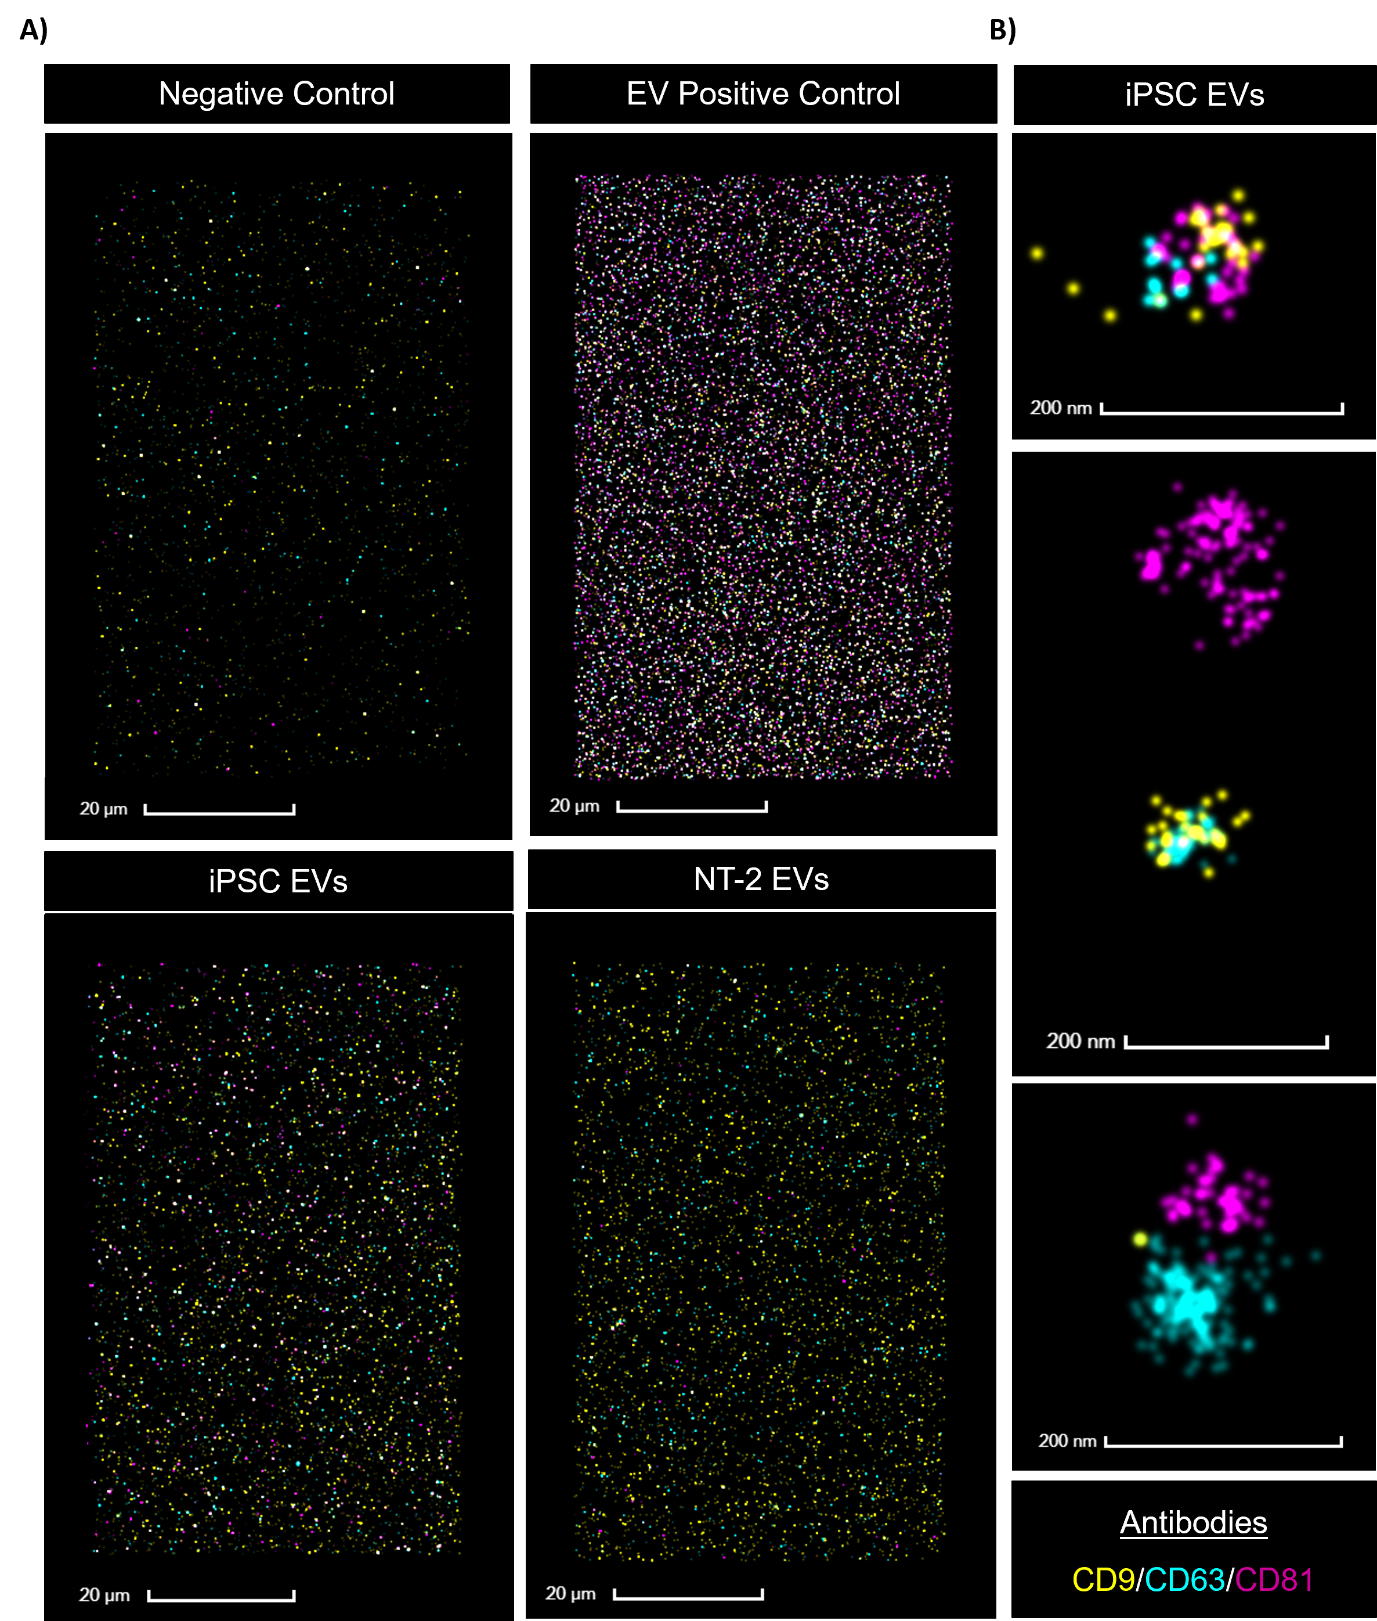 A)
B)
Negative Control
EV Positive Control
iPSC EVs
20 µm
20 µm
200 nm
iPSC EVs
NT-2 EVs
200 nm
20 µm
20 µm
200 nm
Antibodies
CD9/CD63/CD81